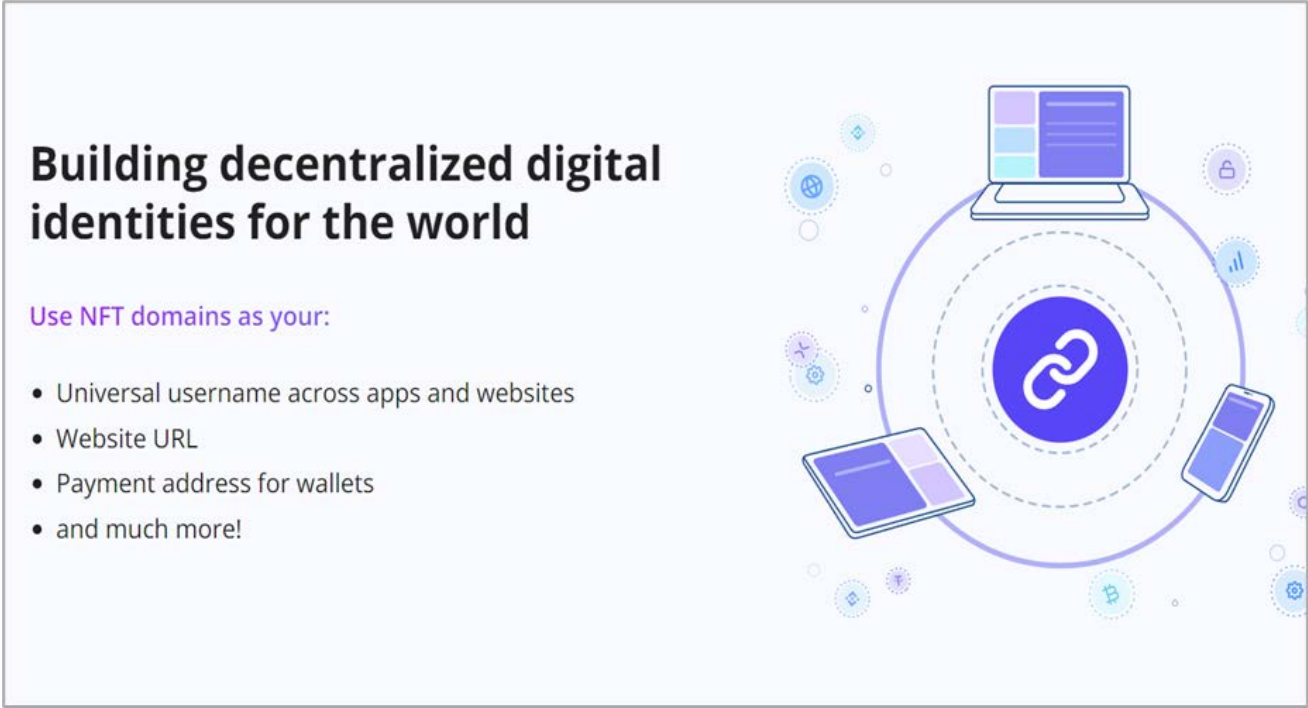 Building decentralized digital
identities for the world
Use NFT domains as your:
• Universal username across apps and websites
• Website URL
• Payment address for wallets
• and much more!